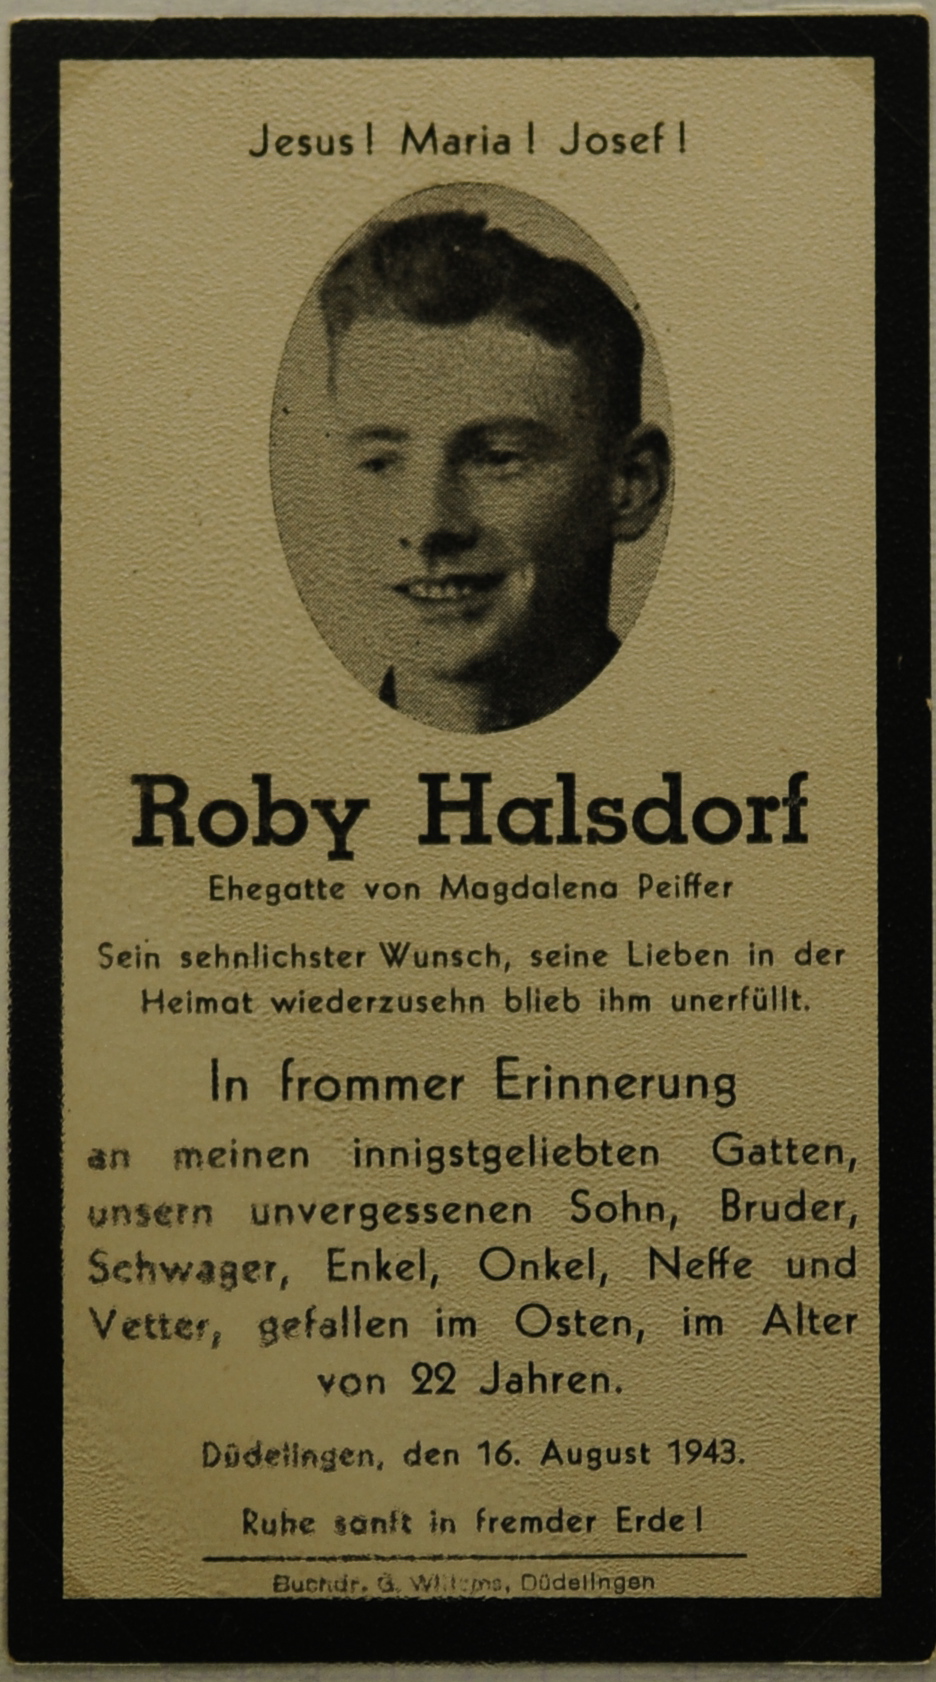 Jesus! Maria! Josef!
Roby Halsdorf
Ehegatte von Magdalena Peiffer
Sein sehnlichster Wunsch, seine Lieben in der
Heimat wiederzusehn blieb ihm unerfüllt.
In frommer Erinnerung
an meinen innigstgeliebten Gatten,
unsern unvergessenen Sohn, Bruder,
Schwager, Enkel, Onkel, Neffe und
Vetter, gefallen im Osten, im Alter
von 22 Jahren.
Düdelingen, den 16. August 1943.
Ruhe sanft in fremder Erde!
Buchdr. G. Düdelingen